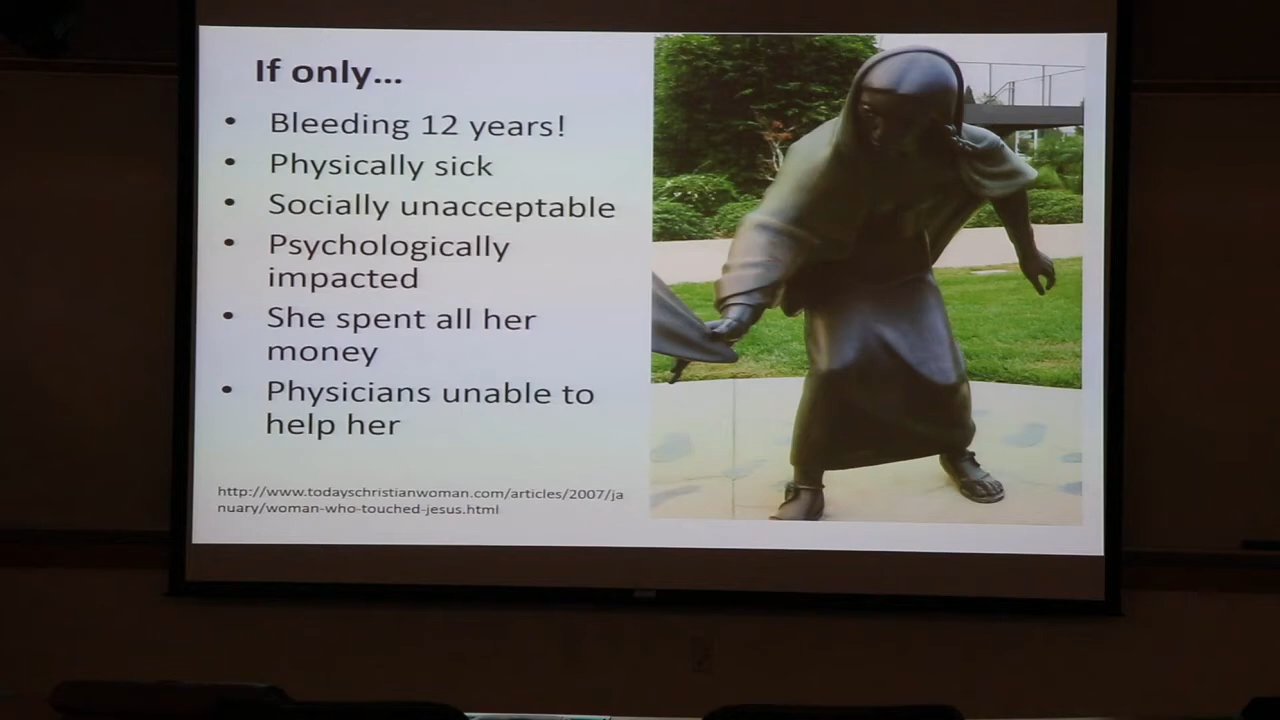 If only...
• Bleeding 12 years!
• Physically sick
• Socially unacceptable
• Psychologically
impacted
• She spent all her
money
• Physicians unable to
help her
http://www.todayschristianwoman.com/articles/2007/ja
nuary/woman-who-touched-jesus.html